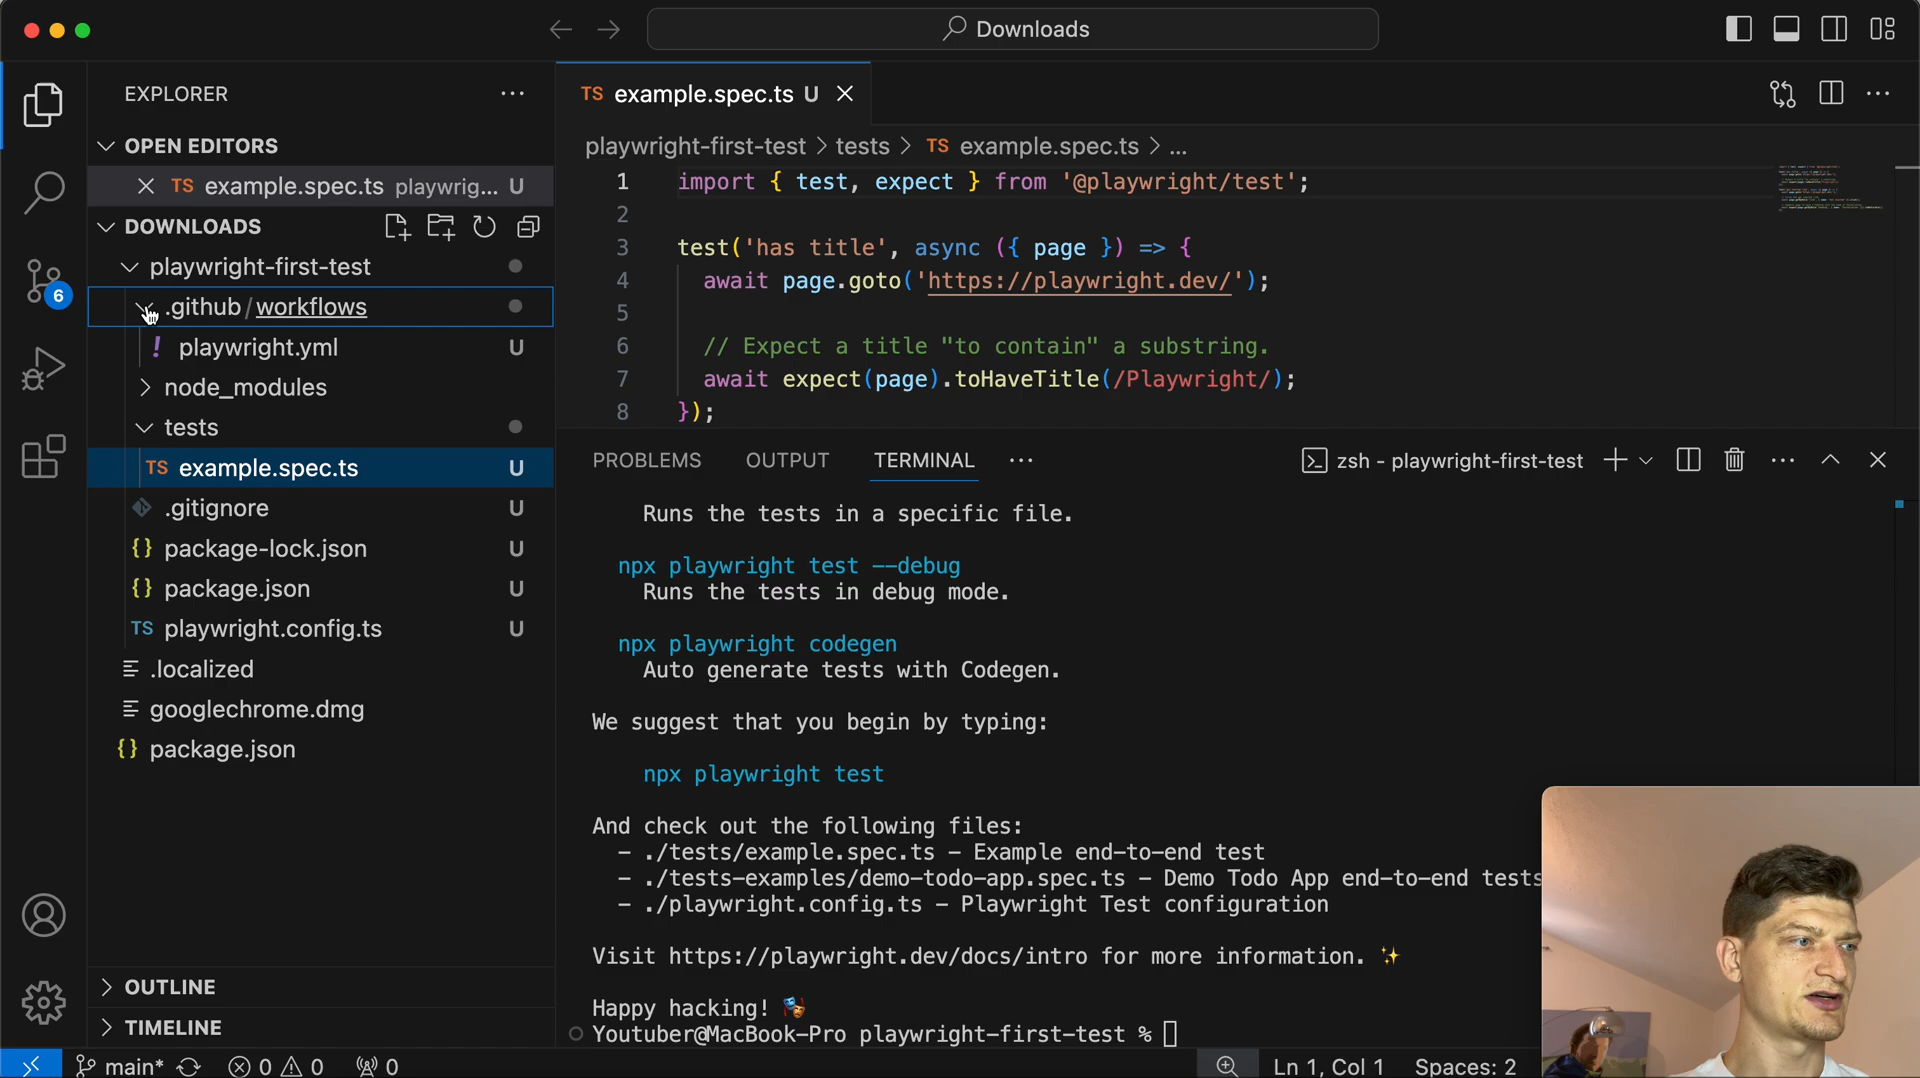 Downloads
EXPLORER
OPEN EDITORS
TS example.spec.ts playwrig... U
DOWNLOADS
playwright-first-test
.github/workflows
! playwright.yml U
node_modules
tests
TS example.spec.ts U
.gitignore U
{} package-lock.json U
{} package.json U
TS playwright.config.ts U
.localized
googlechrome.dmg
{} package.json
OUTLINE
TIMELINE
6
TS example.spec.ts U
playwright-first-test > tests > TS example.spec.ts > ...
1 import { test, expect } from '@playwright/test';
2
3 test('has title', async ({ page }) => {
4 await page.goto('https://playwright.dev/');
5
6 // Expect a title "to contain" a substring.
7 await expect(page).toHaveTitle(/Playwright/);
8 });
PROBLEMS OUTPUT TERMINAL ... zsh - playwright-first-test
Runs the tests in a specific file.
npx playwright test --debug
Runs the tests in debug mode.
npx playwright codegen
Auto generate tests with Codegen.
We suggest that you begin by typing:
npx playwright test
And check out the following files:
- ./tests/example.spec.ts - Example end-to-end test
- ./tests-examples/demo-todo-app.spec.ts - Demo Todo App end-to-end tests
- ./playwright.config.ts - Playwright Test configuration
Visit https://playwright.dev/docs/intro for more information. ✨
Happy hacking! 🎭
Youtuber@MacBook-Pro playwright-first-test %
main* 0 0 0 Ln 1, Col 1 Spaces: 2